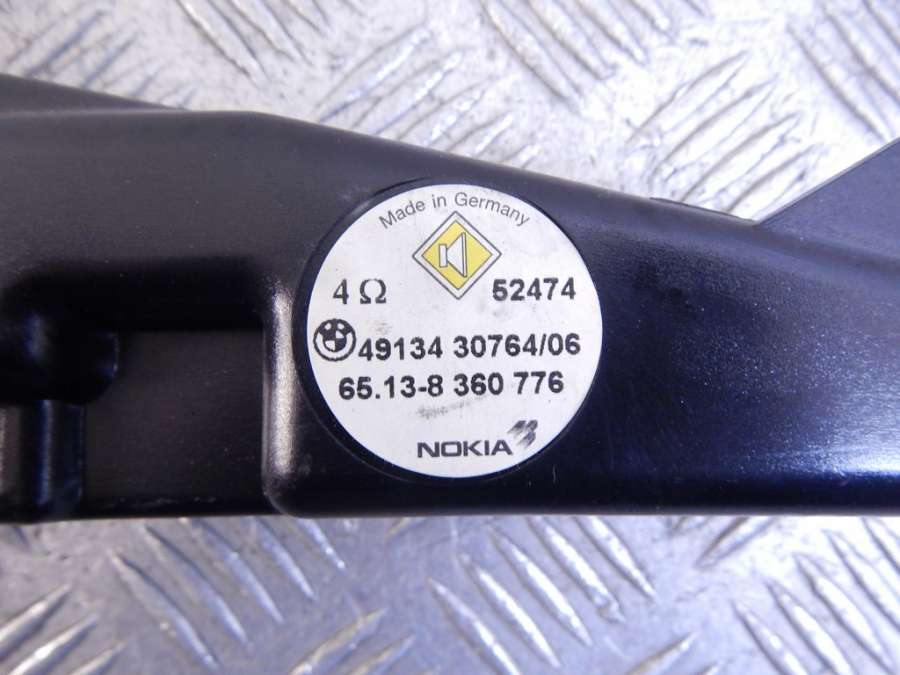 Made in Germany
4 Ω 52474
49134 30764/06
65.13-8 360 776
NOKIA